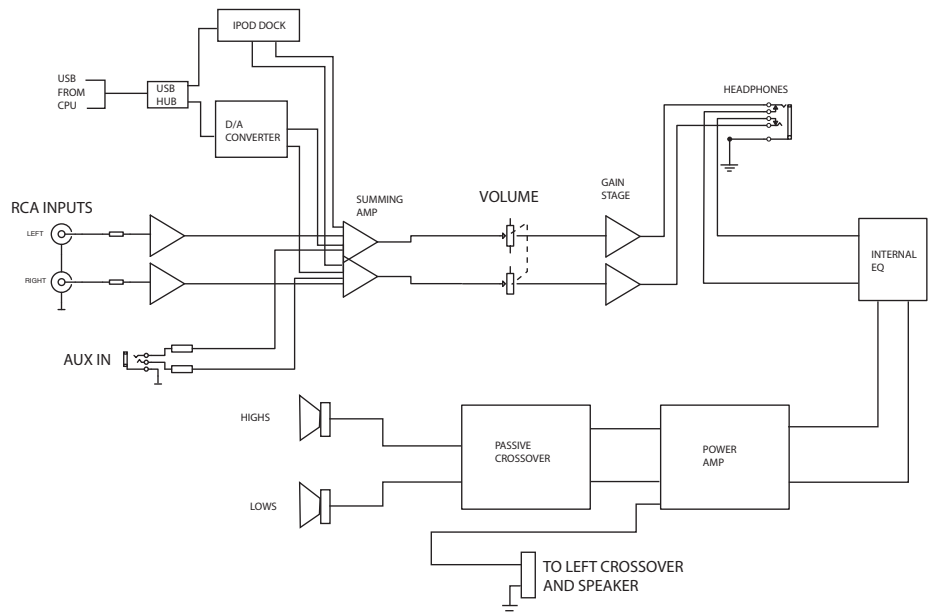 IPOD DOCK
USB
FROM
CPU
USB
HUB
D/A
CONVERTER
HEADPHONES
RCA INPUTS
LEFT
RIGHT
SUMMING
AMP
VOLUME
GAIN
STAGE
INTERNAL
EQ
AUX IN
HIGHS
LOWS
PASSIVE
CROSSOVER
POWER
AMP
TO LEFT CROSSOVER
AND SPEAKER